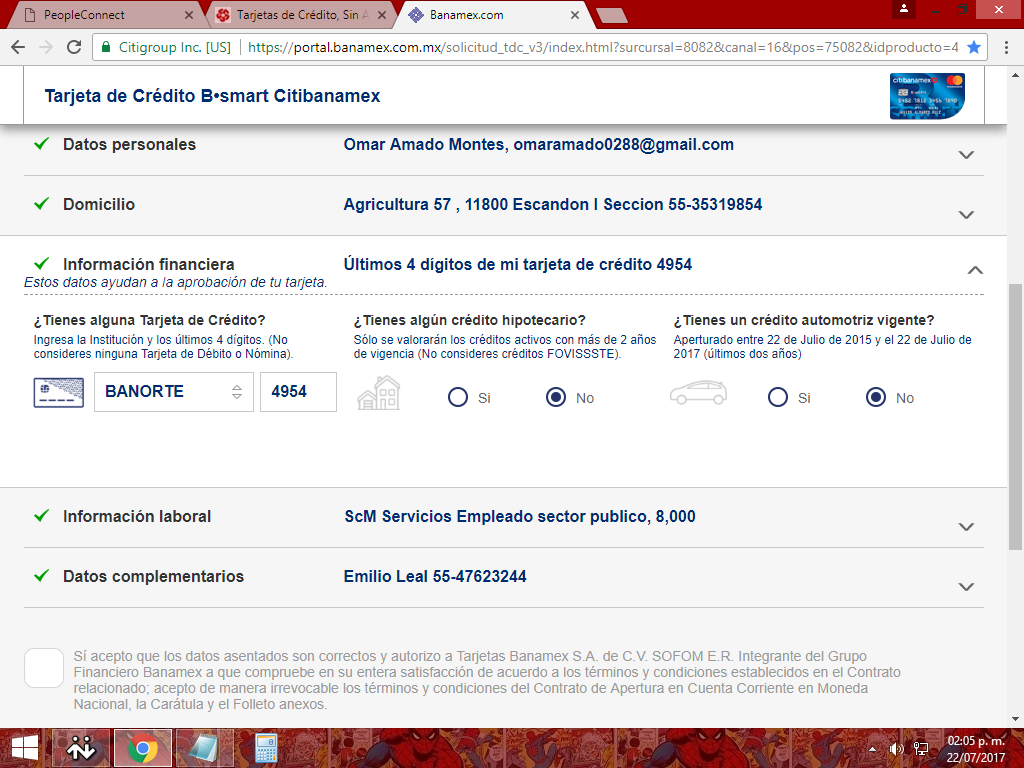 PeopleConnect
Tarjetas de Crédito, Sin A
Banamex.com
Citigroup Inc. [US]
https://portal.banamex.com.mx/solicitud_tdc_v3/index.html?surcursal=8082&canal=16&pos=75082&idproducto=4
Tarjeta de Crédito B•smart Citibanamex
citibanamex
Datos personales
Omar Amado Montes, omaramado0288@gmail.com
Domicilio
Agricultura 57 , 11800 Escandon I Seccion 55-35319854
Información financiera
Últimos 4 dígitos de mi tarjeta de crédito 4954
Estos datos ayudan a la aprobación de tu tarjeta.
¿Tienes alguna Tarjeta de Crédito?
Ingresa la Institución y los últimos 4 dígitos. (No
consideres ninguna Tarjeta de Débito o Nómina).
BANORTE
4954
¿Tienes algún crédito hipotecario?
Sólo se valorarán los créditos activos con más de 2 años
de vigencia (No consideres créditos FOVISSSTE).
Si
No
¿Tienes un crédito automotriz vigente?
Aperturado entre 22 de Julio de 2015 y el 22 de Julio de
2017 (últimos dos años)
Si
No
Información laboral
ScM Servicios Empleado sector publico, 8,000
Datos complementarios
Emilio Leal 55-47623244
Sí acepto que los datos asentados son correctos y autorizo a Tarjetas Banamex S.A. de C.V. SOFOM E.R. Integrante del Grupo
Financiero Banamex a que compruebe en su entera satisfacción de acuerdo a los términos y condiciones establecidos en el Contrato
relacionado; acepto de manera irrevocable los términos y condiciones del Contrato de Apertura en Cuenta Corriente en Moneda
Nacional, la Carátula y el Folleto anexos.
02:05 p. m.
22/07/2017